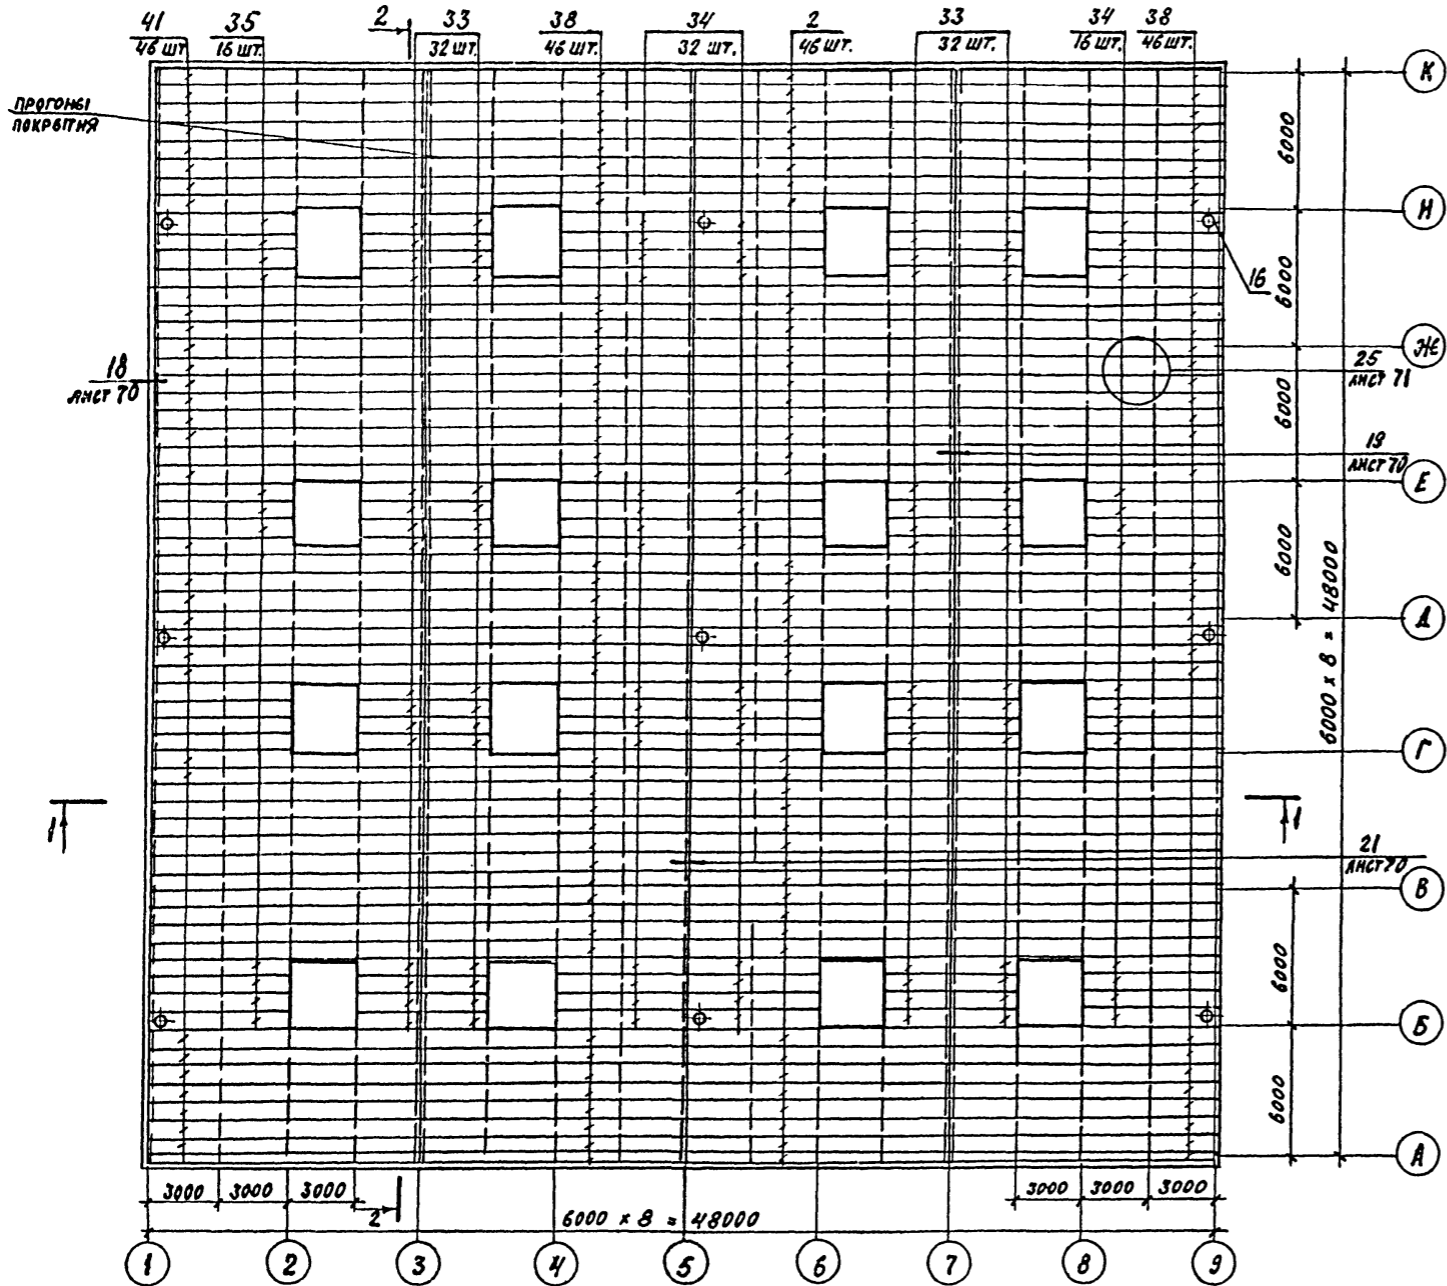 41
46 шт
35
16 шт.
2
33
32 шт.
38
46 шт.
34
32 шт.
2
46 шт.
33
32 шт.
34
16 шт.
38
46 шт.
прогоны
покрытия
К
И
Ж
Е
Д
Г
В
Б
А
6000
6000
6000
6000
6000
6000
6000 x 8 = 48000
16
18
лист 70
25
лист 71
19
лист 70
21
лист 70
1
1
3000
3000
3000
2
3000
3000
3000
6000 x 8 = 48000
1
2
3
4
5
6
7
8
9